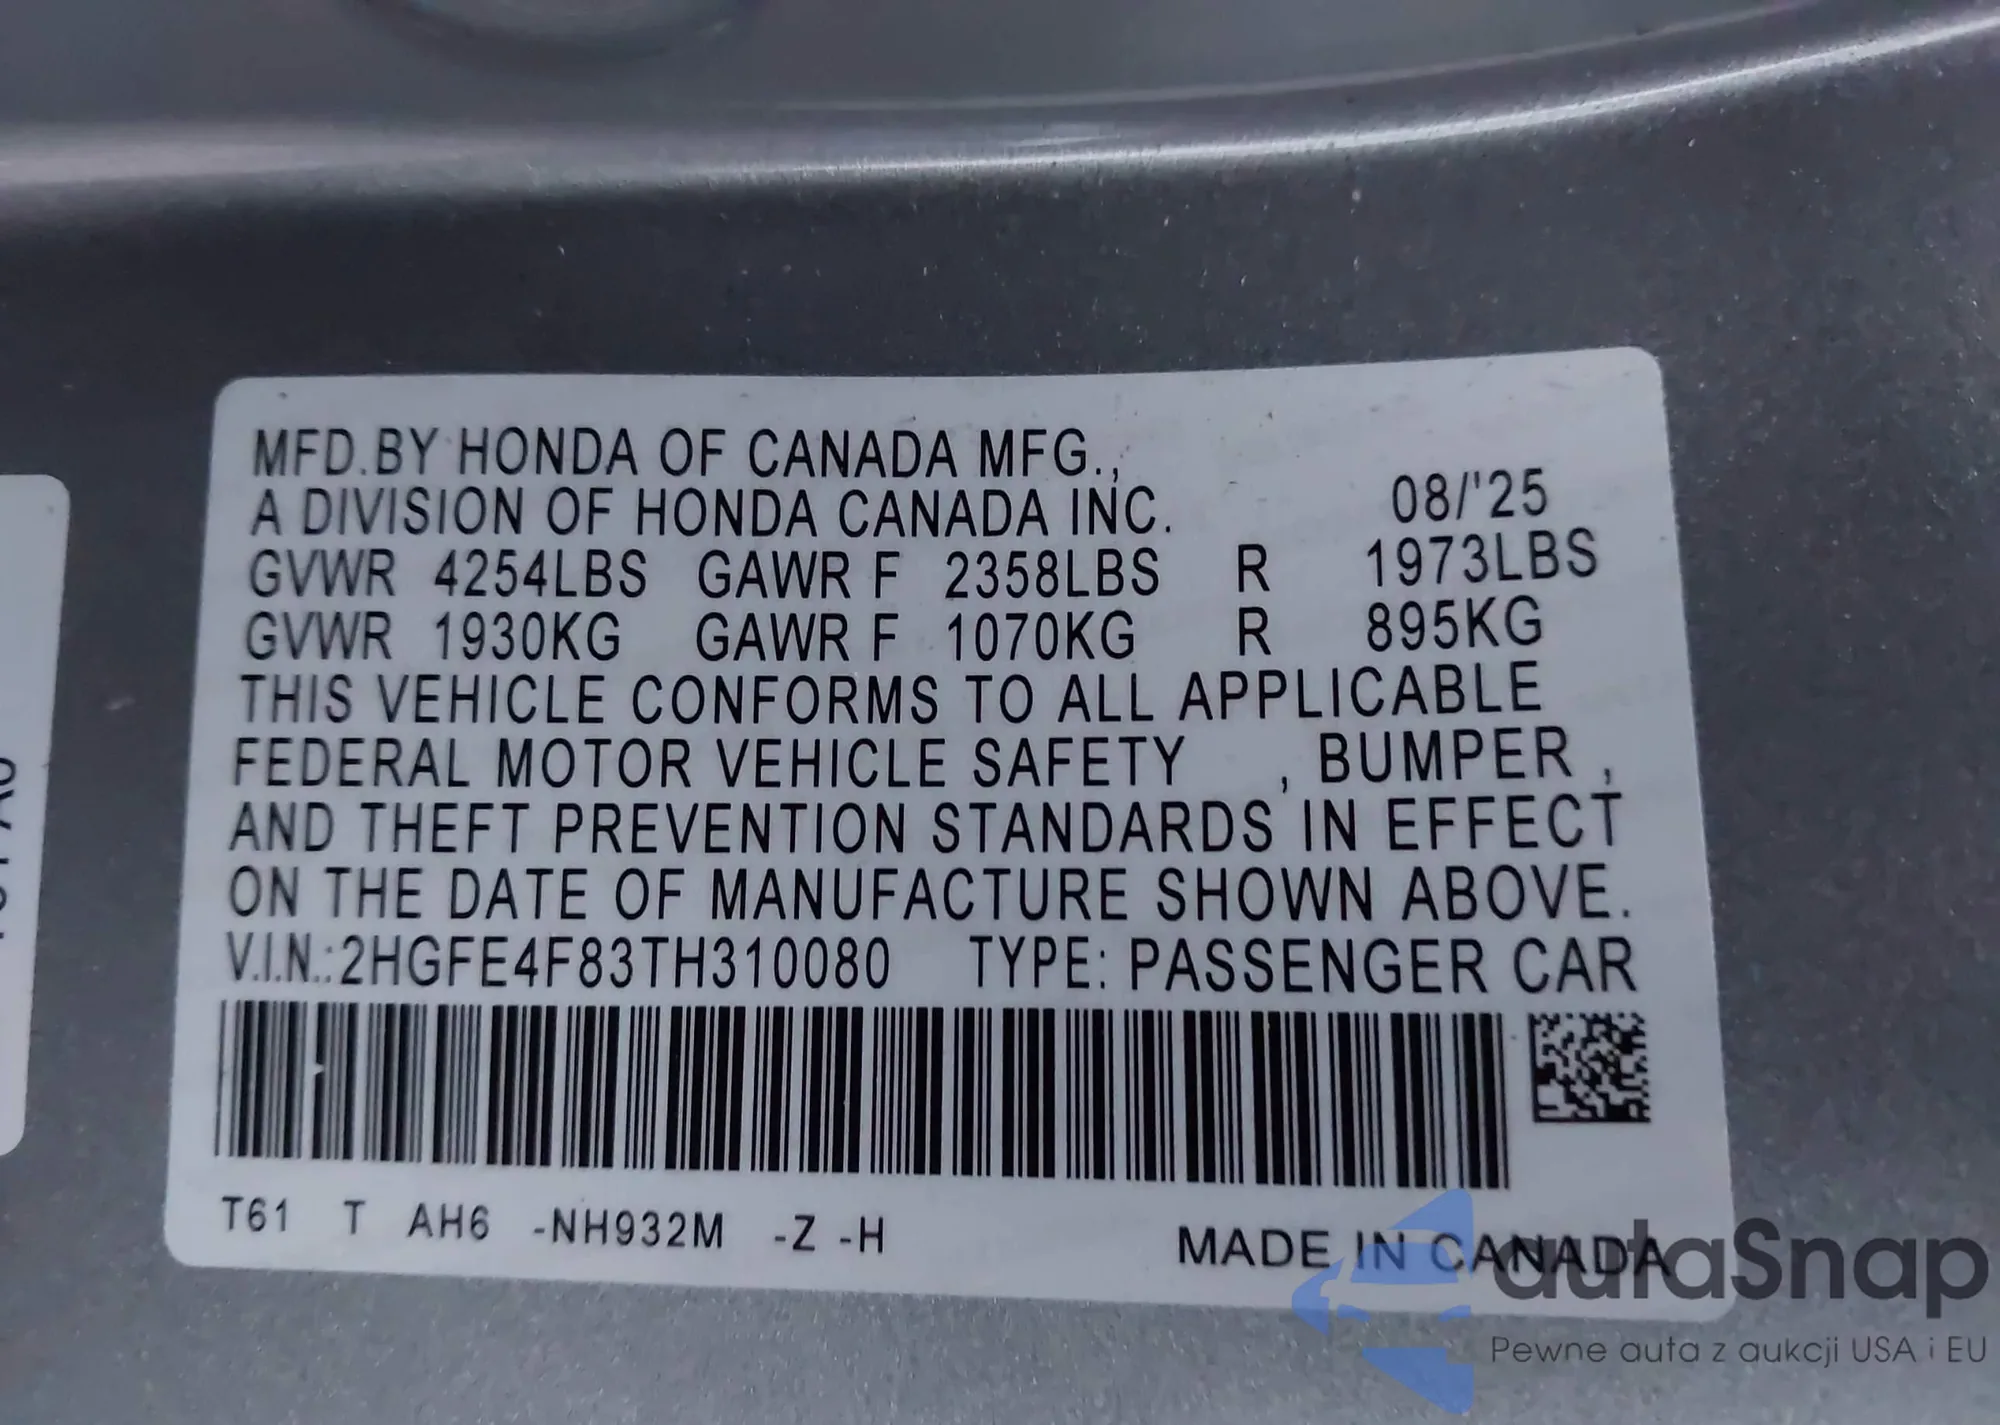 MFD.BY HONDA OF CANADA MFG.,
A DIVISION OF HONDA CANADA INC. 08/'25
GVWR 4254LBS GAWR F 2358LBS R 1973LBS
GVWR 1930KG GAWR F 1070KG R 895KG
THIS VEHICLE CONFORMS TO ALL APPLICABLE
FEDERAL MOTOR VEHICLE SAFETY , BUMPER ,
AND THEFT PREVENTION STANDARDS IN EFFECT
ON THE DATE OF MANUFACTURE SHOWN ABOVE.
V.I.N.:2HGFE4F83TH310080 TYPE: PASSENGER CAR
T61 T AH6 -NH932M -Z -H
MADE IN CANADA
autaSnap
Pewne auta z aukcji USA i EU